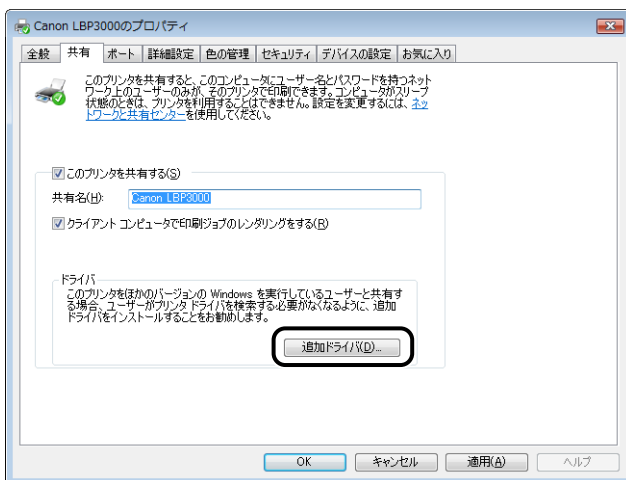 Canon LBP3000のプロパティ
全般 共有 ポート 詳細設定 色の管理 セキュリティ デバイスの設定 お気に入り
このプリンタを共有すると、このコンピュータにユーザー名とパスワードを持つネット
ワーク上のユーザーのみが、そのプリンタで印刷できます。コンピュータがスリープ
状態のときは、プリンタを利用することはできません。設定を変更するには、ネッ
トワークと共有センターを使用してください。
このプリンタを共有する(S)
共有名(H): Canon LBP3000
クライアント コンピュータで印刷ジョブのレンダリングをする(R)
ドライバ
このプリンタをほかのバージョンの Windows を実行しているユーザーと共有す
る場合、ユーザーがプリンタ ドライバを検索する必要がなくなるように、追加
ドライバをインストールすることをお勧めします。
追加ドライバ(D)...
OK キャンセル 適用(A) ヘルプ